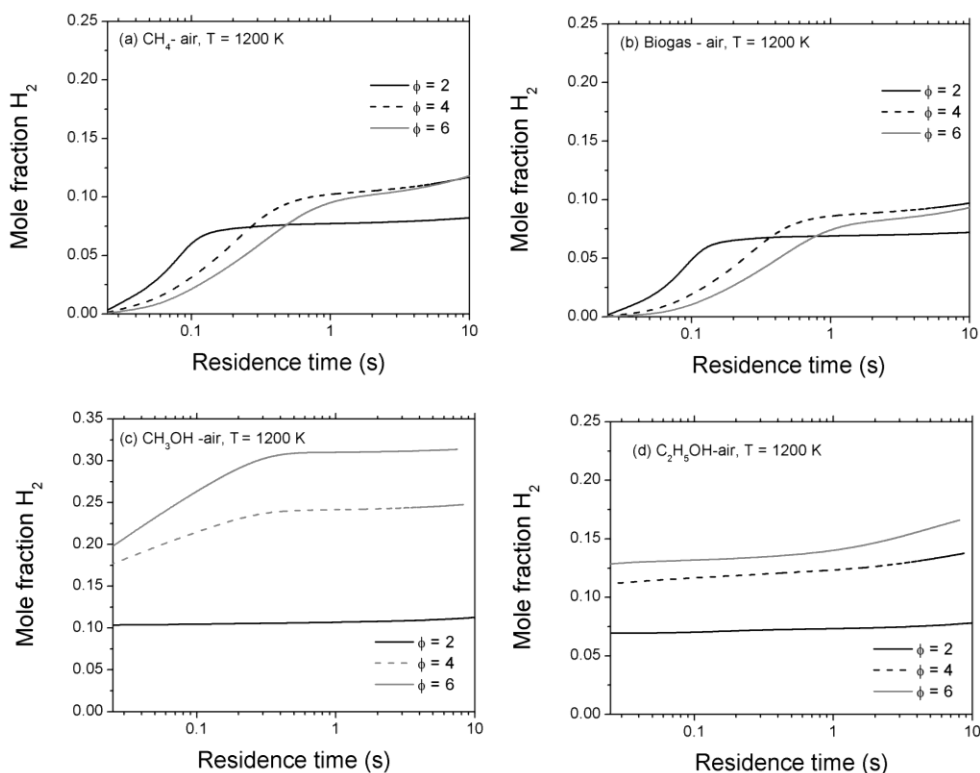 (a) CH₄- air, T = 1200 K
Mole fraction H₂
0.25
0.20
0.15
0.10
0.05
0.00
ϕ = 2
ϕ = 4
ϕ = 6
0.1
1
10
Residence time (s)
(b) Biogas - air, T = 1200 K
Mole fraction H₂
0.25
0.20
0.15
0.10
0.05
0.00
ϕ = 2
ϕ = 4
ϕ = 6
0.1
1
10
Residence time (s)
(c) CH₃OH -air, T = 1200 K
Mole fraction H₂
0.35
0.30
0.25
0.20
0.15
0.10
0.05
0.00
ϕ = 2
ϕ = 4
ϕ = 6
0.1
1
10
Residence time (s)
(d) C₂H₅OH-air, T = 1200 K
Mole fraction H₂
0.25
0.20
0.15
0.10
0.05
0.00
ϕ = 2
ϕ = 4
ϕ = 6
0.1
1
10
Residence time (s)